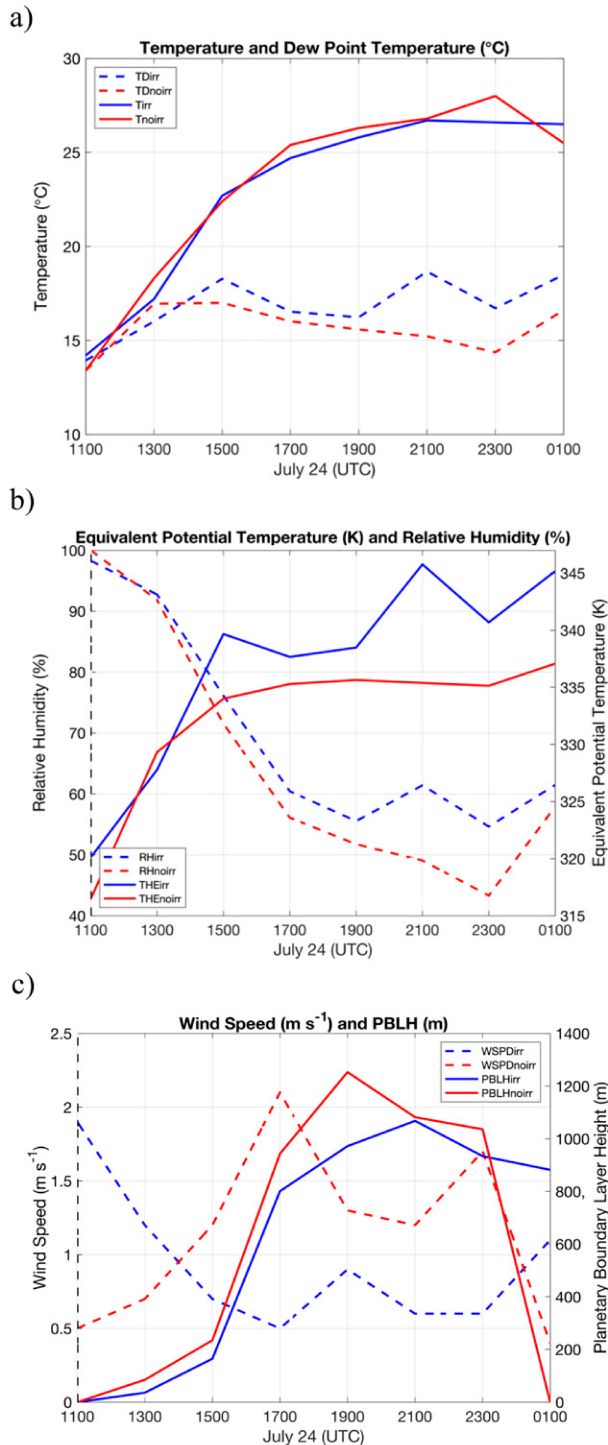 a)
Temperature and Dew Point Temperature (°C)
30
25
20
15
10
Temperature (°C)
TDirr
TDnoirr
Tirr
Tnoirr
1100 1300 1500 1700 1900 2100 2300 0100
July 24 (UTC)
b)
Equivalent Potential Temperature (K) and Relative Humidity (%)
100
90
80
70
60
50
40
Relative Humidity (%)
345
340
335
330
325
320
315
Equivalent Potential Temperature (K)
RHirr
RHnoirr
THEirr
THEnoirr
1100 1300 1500 1700 1900 2100 2300 0100
July 24 (UTC)
c)
Wind Speed (m s⁻¹) and PBLH (m)
2.5
2
1.5
1
0.5
0
Wind Speed (m s⁻¹)
WSPDirr
WSPDnoirr
PBLHirr
PBLHnoirr
1400
1200
1000
800
600
400
200
0
Planetary Boundary Layer Height (m)
1100 1300 1500 1700 1900 2100 2300 0100
July 24 (UTC)